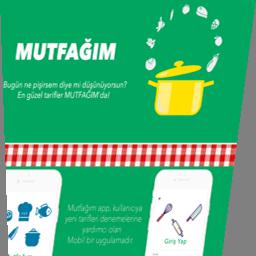 MUTFAĞIM
Bugün ne pişirsem diye mi düşünüyorsun?
En güzel tarifler MUTFAĞIM'da!
Mutfağım app, kullanıcıya
yeni tarifleri denemelerine
yardımcı olan
Mobil bir uygulamadır.
Giriş Yap